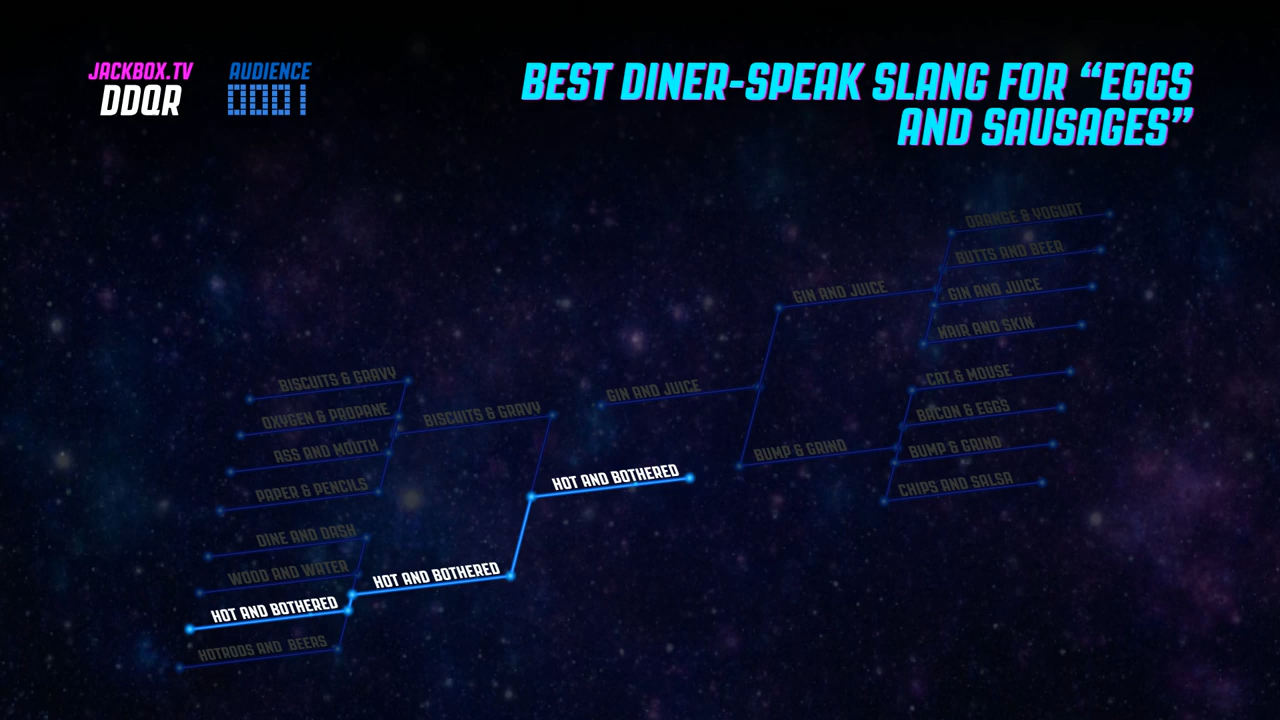 JACKBOX.TV
DDQR
AUDIENCE
0001
BEST DINER-SPEAK SLANG FOR “EGGS
AND SAUSAGES”
BISCUITS & GRAVY
OXYGEN & PROPANE
ASS AND MOUTH
PAPER & PENCILS
DINE AND DASH
WOOD AND WATER
HOT AND BOTHERED
HOTRODS AND BEERS
BISCUITS & GRAVY
HOT AND BOTHERED
HOT AND BOTHERED
GIN AND JUICE
GIN AND JUICE
BUMP & GRIND
ORANGE & YOGURT
BUTTS AND BEER
GIN AND JUICE
HAIR AND SKIN
CAT & MOUSE
BACON & EGGS
BUMP & GRIND
CHIPS AND SALSA